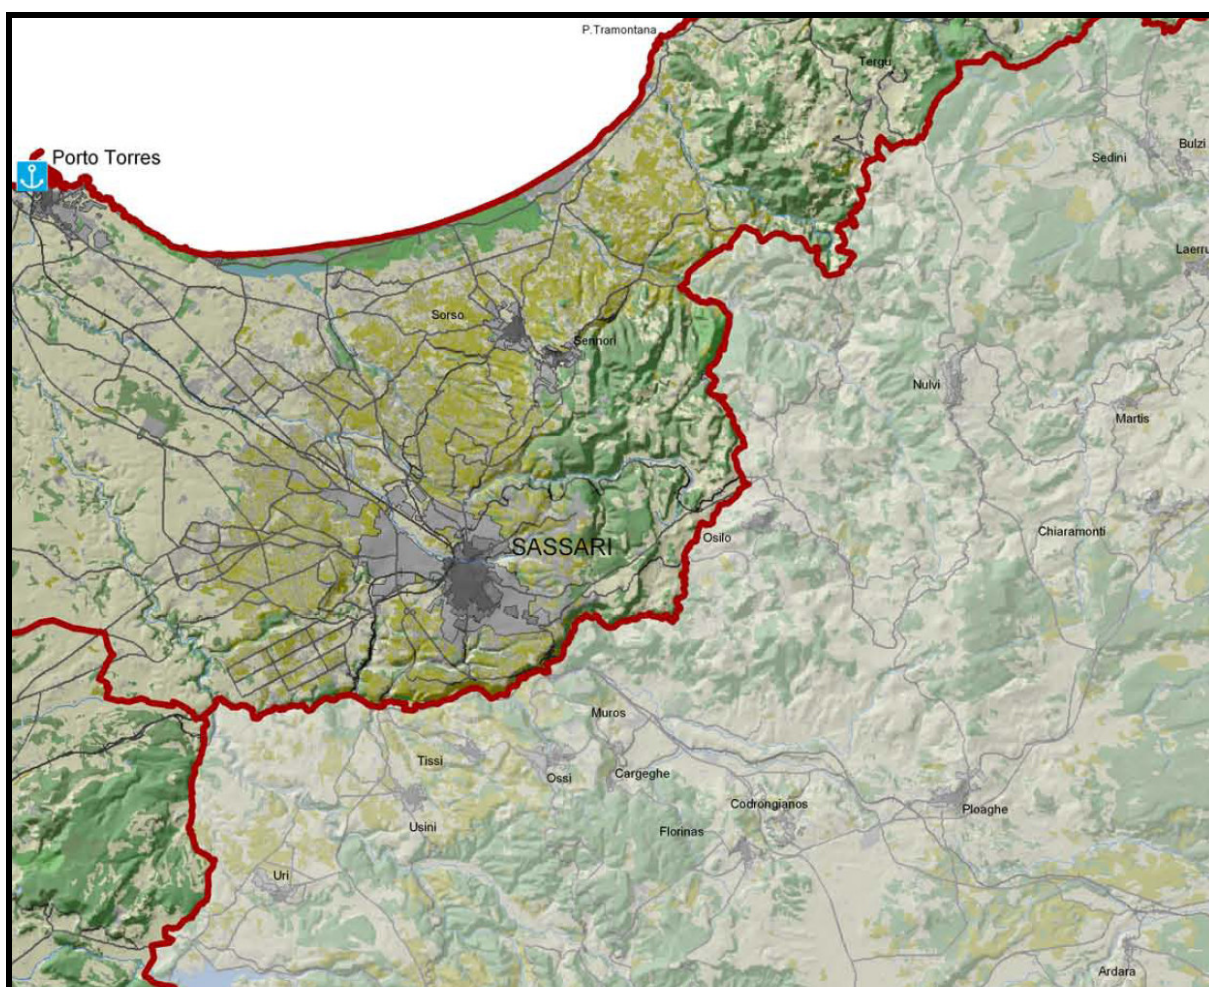 P.Tramontana
Tergu
Porto Torres
Sedini
Bulzi
Laerru
Sorso
Sennori
Nulvi
Martis
Osilo
Chiaramonti
SASSARI
Muros
Tissi
Ossi
Cargeghe
Codrongianos
Ploaghe
Usini
Florinas
Uri
Ardara